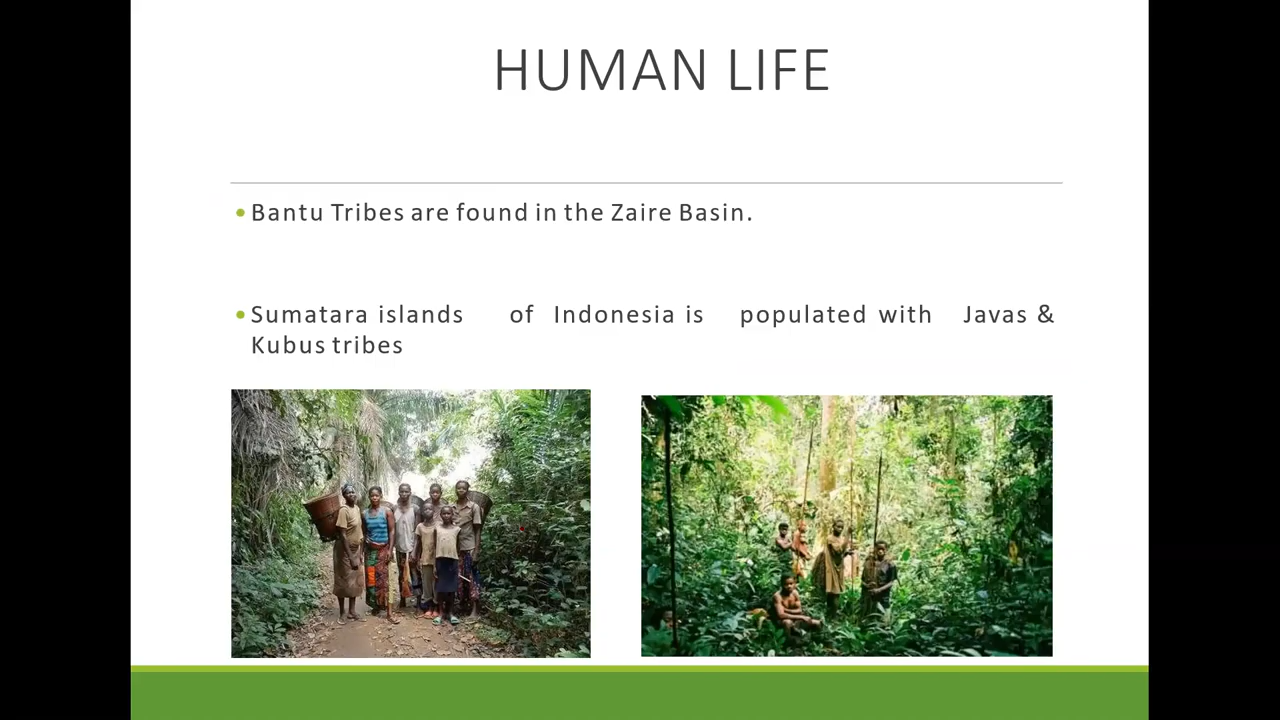 HUMAN LIFE
•Bantu Tribes are found in the Zaire Basin.
•Sumatara islands of Indonesia is populated with Javas &
Kubus tribes